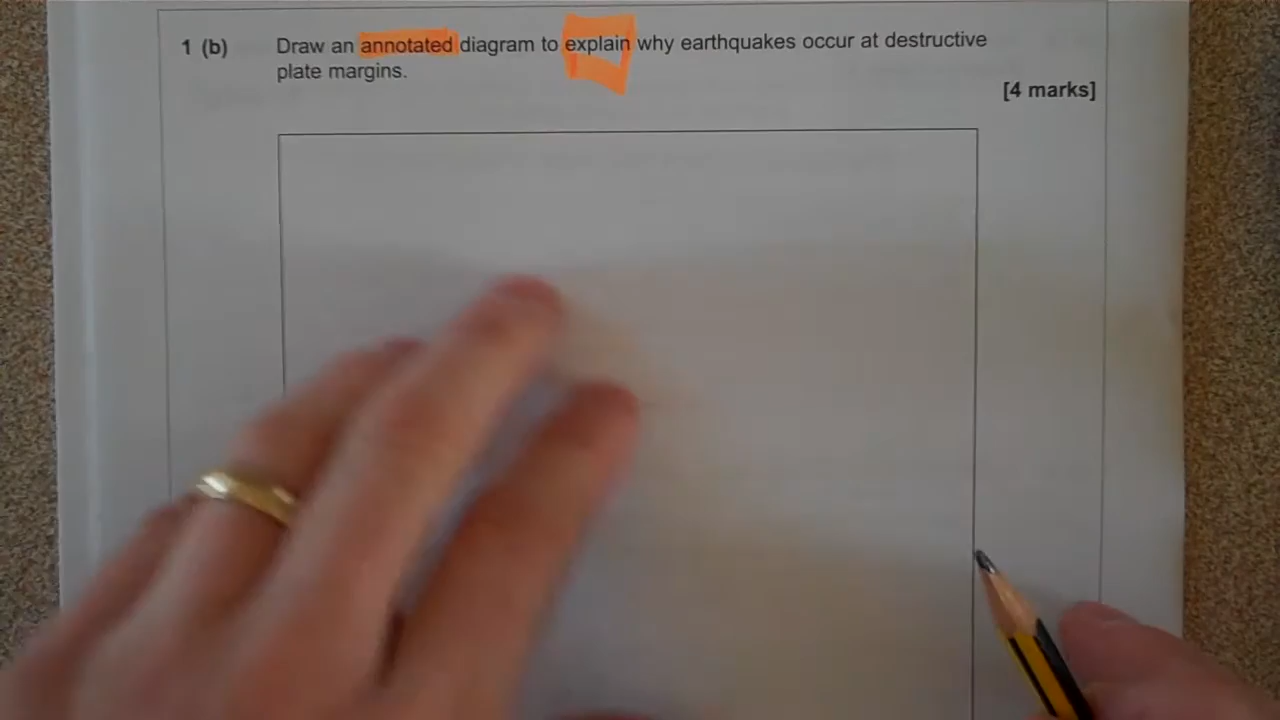 1 (b) Draw an annotated diagram to explain why earthquakes occur at destructive
plate margins.
[4 marks]